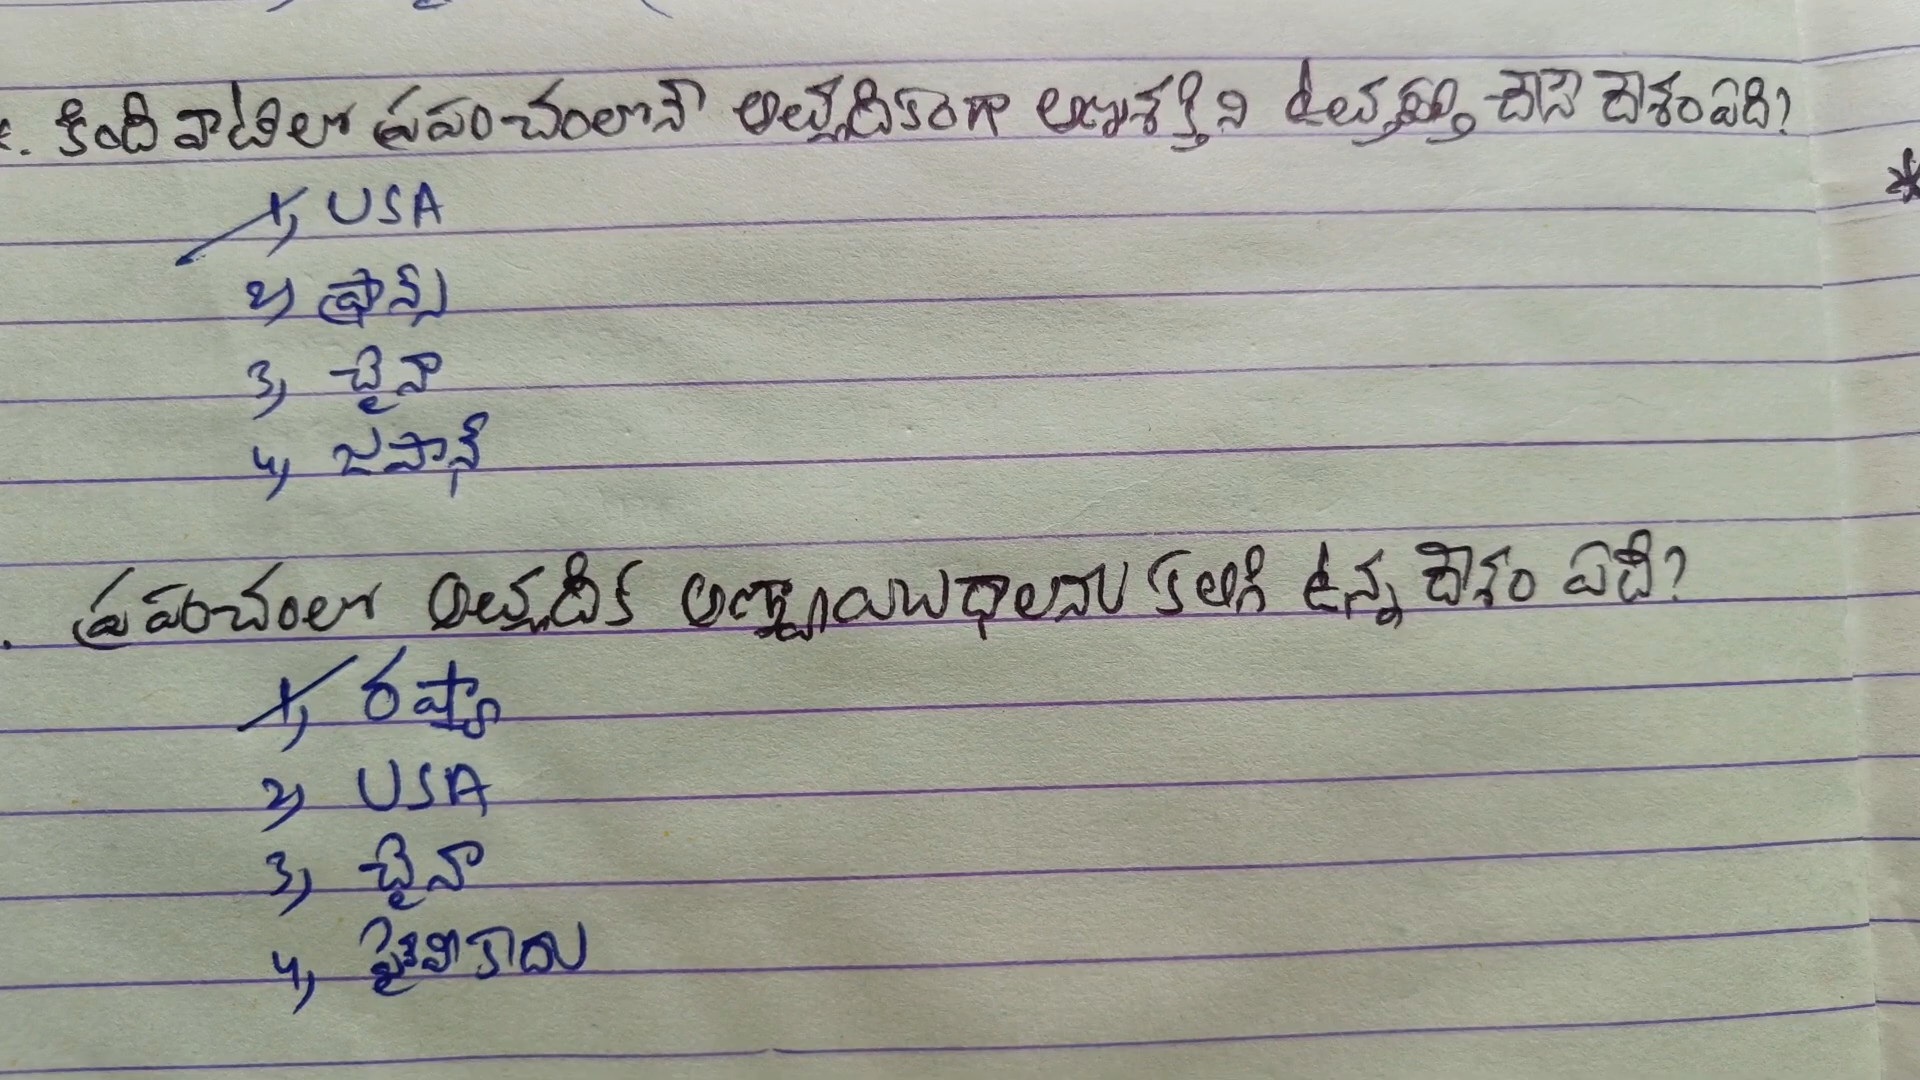 కింది వాటిలో ప్రపంచంలోనే అత్యధికంగా అణుశక్తిని ఉత్పత్తి చేసే దేశం ఏది?
1, USA
2) ఫ్రాన్స్
3, చైనా
4, జపాన్
. ప్రపంచంలో అత్యధిక అణ్వాయుధాలను కలిగి ఉన్న దేశం ఏది?
1, రష్యా
2, USA
3, చైనా
4, పైవేవికాదు
*